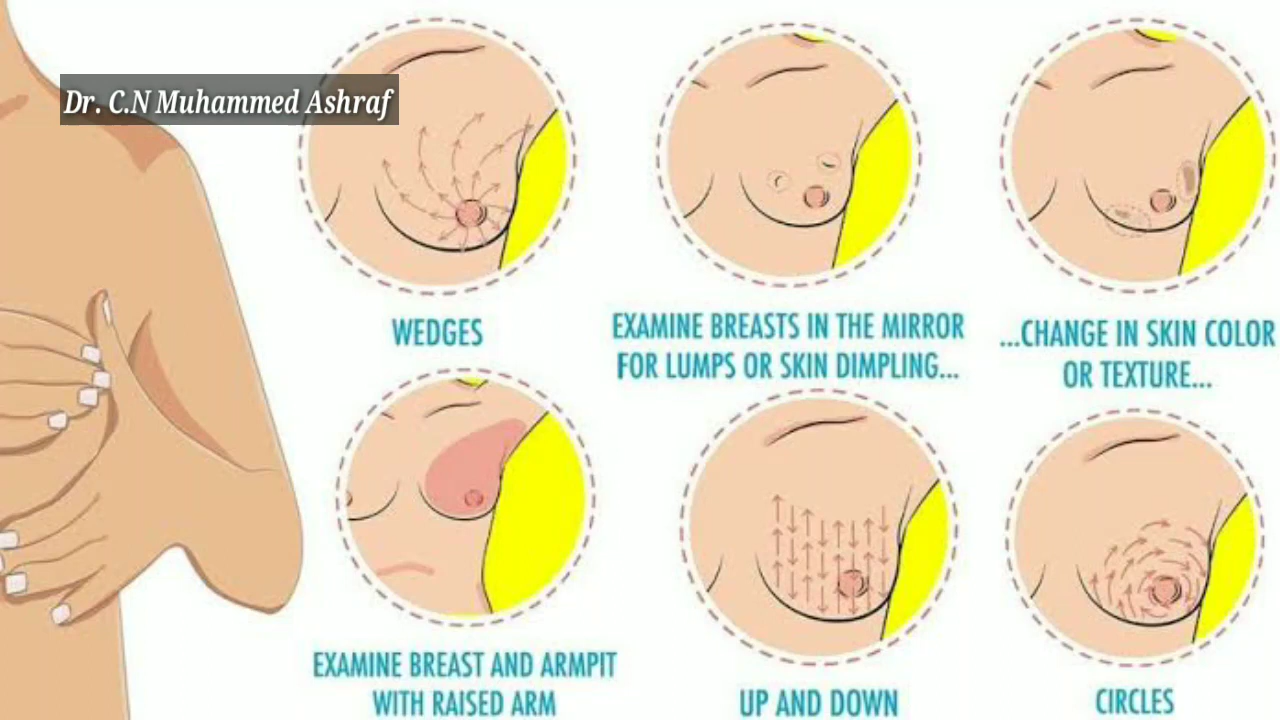 Dr. C.N Muhammed Ashraf
WEDGES
EXAMINE BREASTS IN THE MIRROR
FOR LUMPS OR SKIN DIMPLING...
...CHANGE IN SKIN COLOR
OR TEXTURE...
EXAMINE BREAST AND ARMPIT
WITH RAISED ARM
UP AND DOWN
CIRCLES